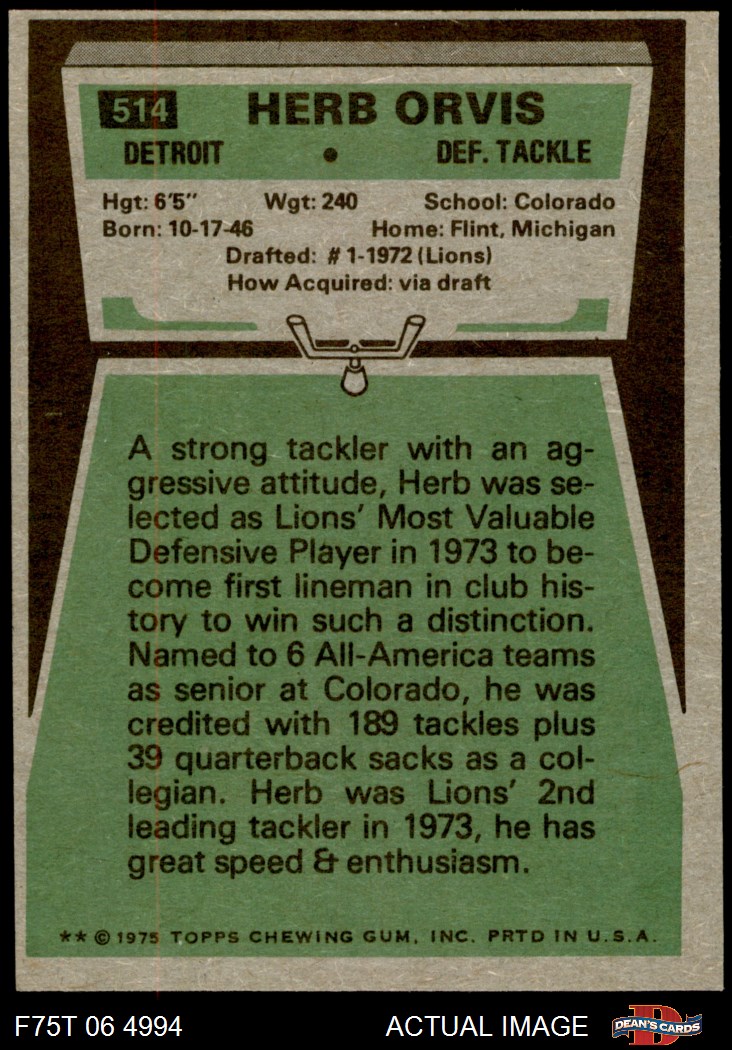 514 HERB ORVIS
DETROIT • DEF. TACKLE
Hgt: 6'5" Wgt: 240 School: Colorado
Born: 10-17-46 Home: Flint, Michigan
Drafted: #1-1972 (Lions)
How Acquired: via draft
A strong tackler with an ag-
gressive attitude, Herb was se-
lected as Lions' Most Valuable
Defensive Player in 1973 to be-
come first lineman in club his-
tory to win such a distinction.
Named to 6 All-America teams
as senior at Colorado, he was
credited with 189 tackles plus
39 quarterback sacks as a col-
legian. Herb was Lions' 2nd
leading tackler in 1973, he has
great speed & enthusiasm.
** © 1975 TOPPS CHEWING GUM, INC. PRTD IN U.S.A.
F75T 06 4994 ACTUAL IMAGE D DEAN'S CARDS